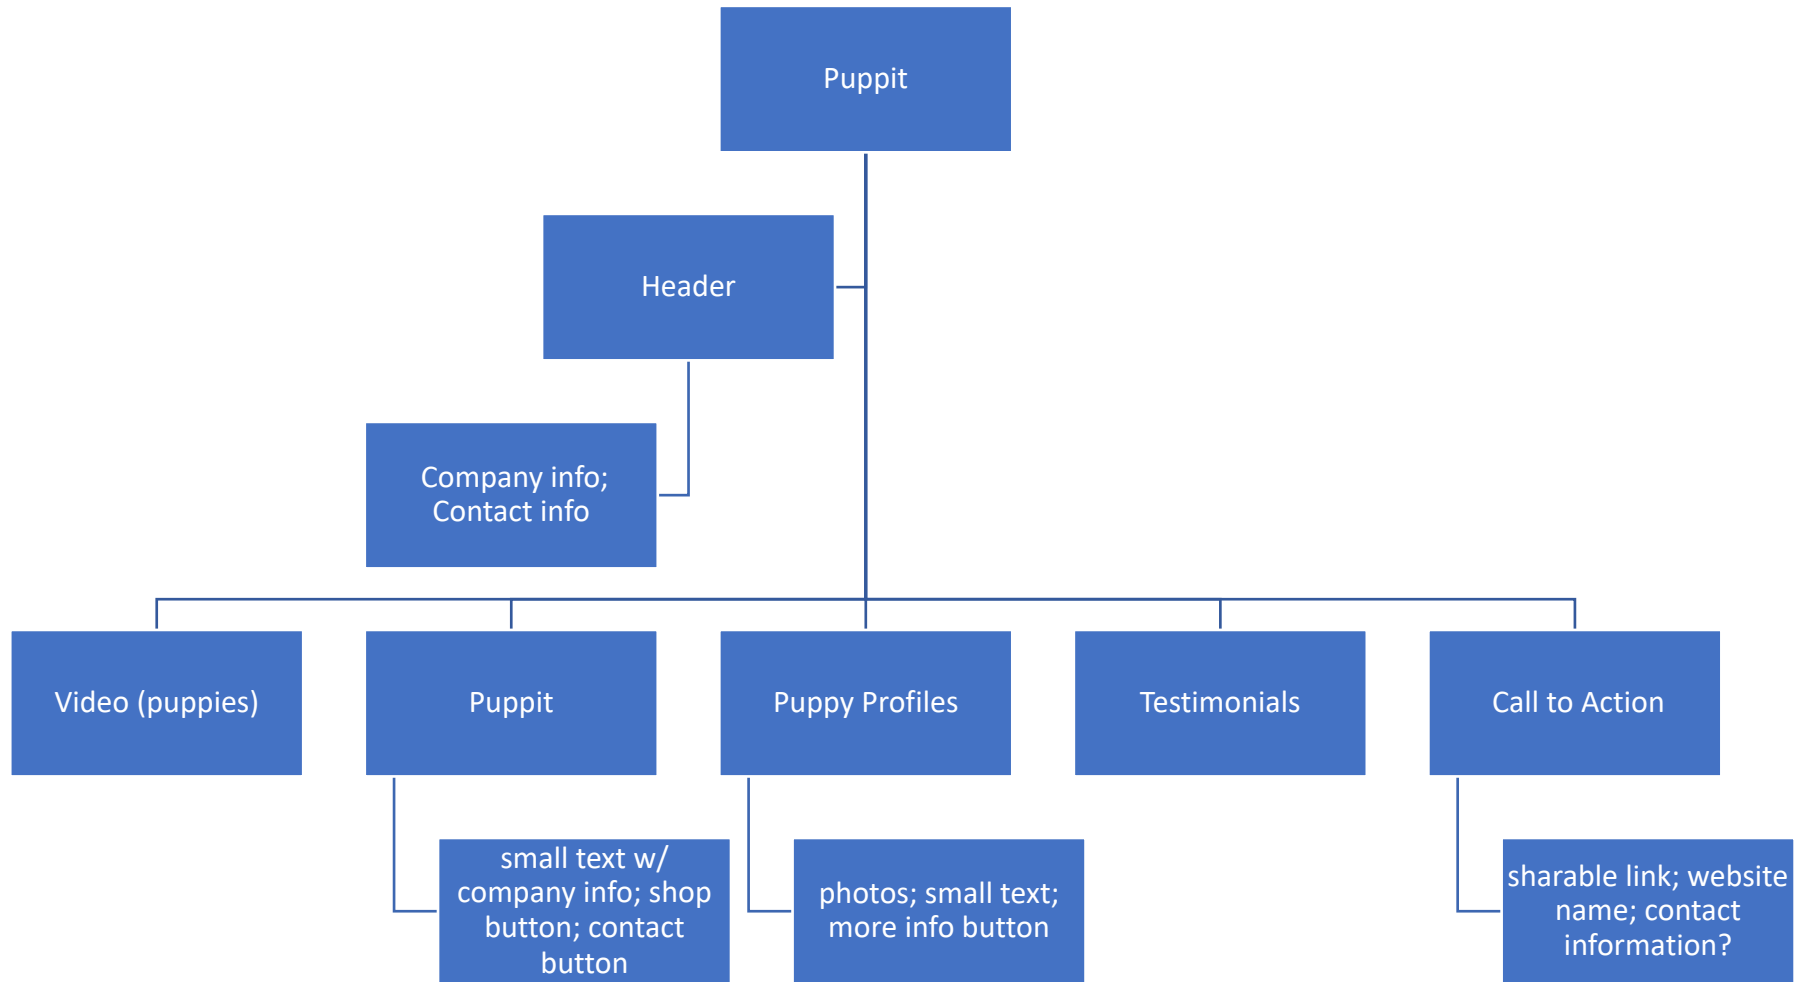 Puppit
Header
Company info;
Contact info
Video (puppies)
Puppit
Puppy Profiles
Testimonials
Call to Action
small text w/
company info; shop
button; contact
button
photos; small text;
more info button
sharable link; website
name; contact
information?